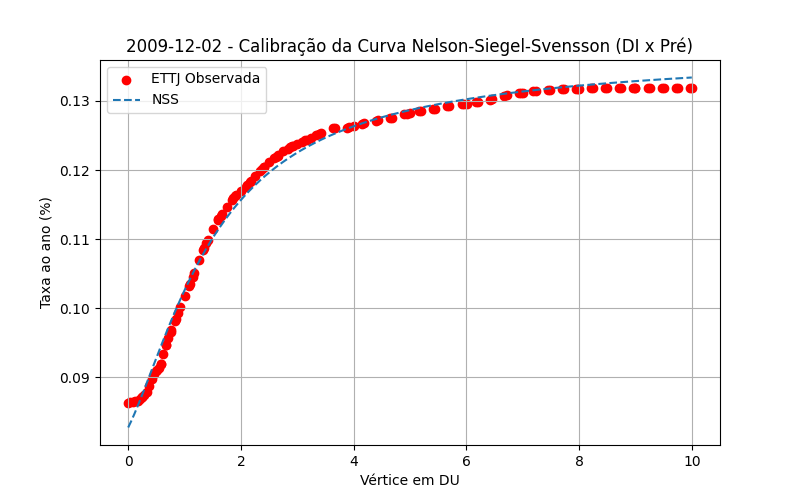 2009-12-02 - Calibração da Curva Nelson-Siegel-Svensson (DI x Pré)
ETTJ Observada
NSS
Taxa ao ano (%)
0.13
0.12
0.11
0.10
0.09
0
2
4
6
8
10
Vértice em DU